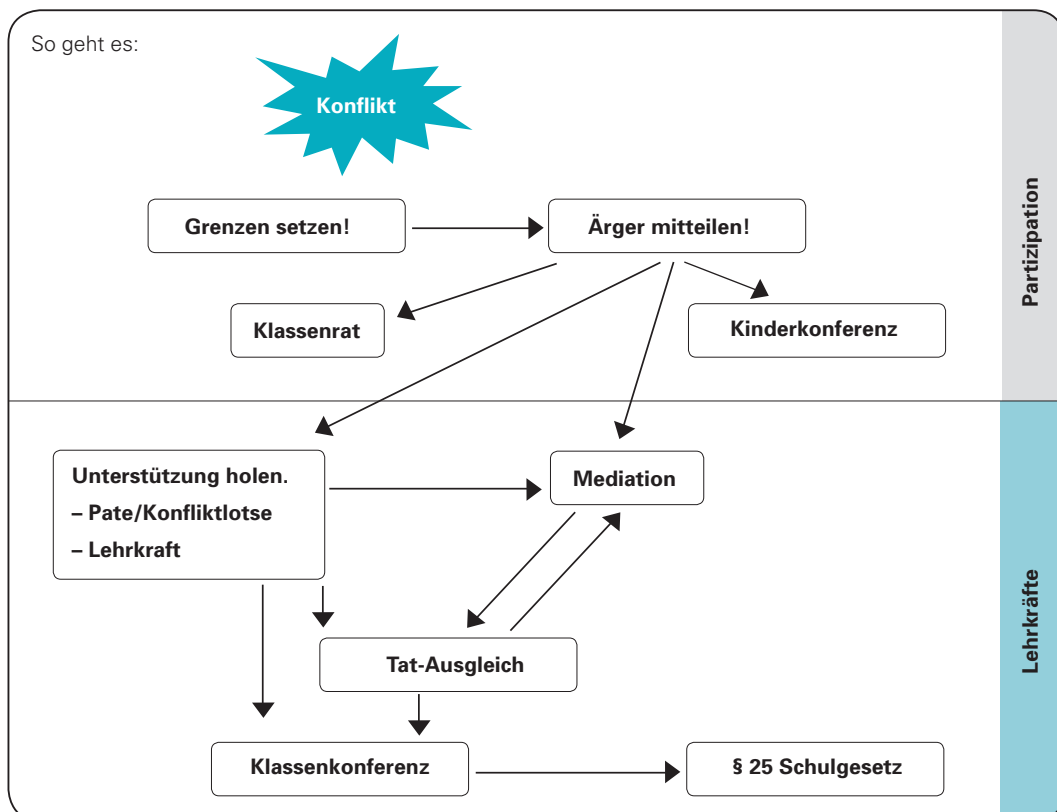 So geht es:
Konflikt
Grenzen setzen!
Ärger mitteilen!
Klassenrat
Kinderkonferenz
Partizipation
Unterstützung holen.
– Pate/Konfliktlotse
– Lehrkraft
Mediation
Tat-Ausgleich
Klassenkonferenz
§ 25 Schulgesetz
Lehrkräfte